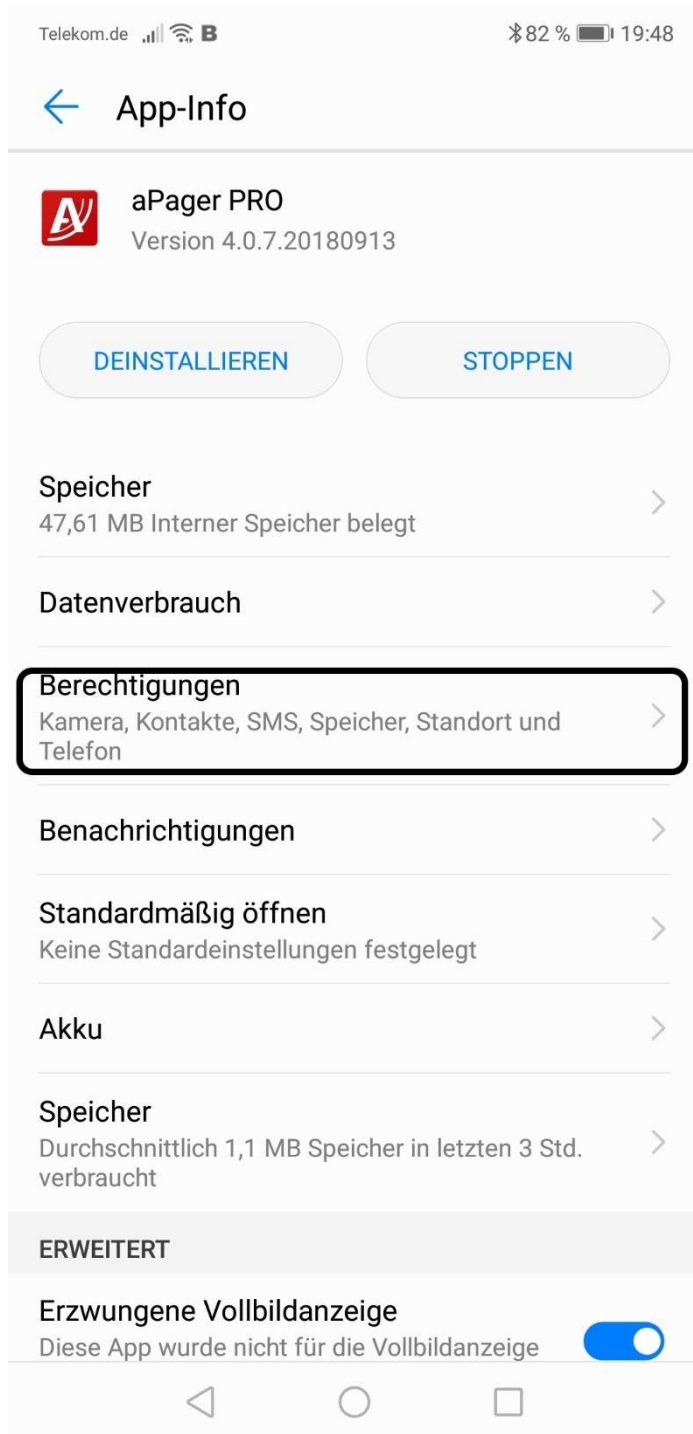 Telekom.de B 82 % 19:48
App-Info
aPager PRO
Version 4.0.7.20180913
DEINSTALLIEREN STOPPEN
Speicher
47,61 MB Interner Speicher belegt
Datenverbrauch
Berechtigungen
Kamera, Kontakte, SMS, Speicher, Standort und
Telefon
Benachrichtigungen
Standardmäßig öffnen
Keine Standardeinstellungen festgelegt
Akku
Speicher
Durchschnittlich 1,1 MB Speicher in letzten 3 Std.
verbraucht
ERWEITERT
Erzwungene Vollbildanzeige
Diese App wurde nicht für die Vollbildanzeige